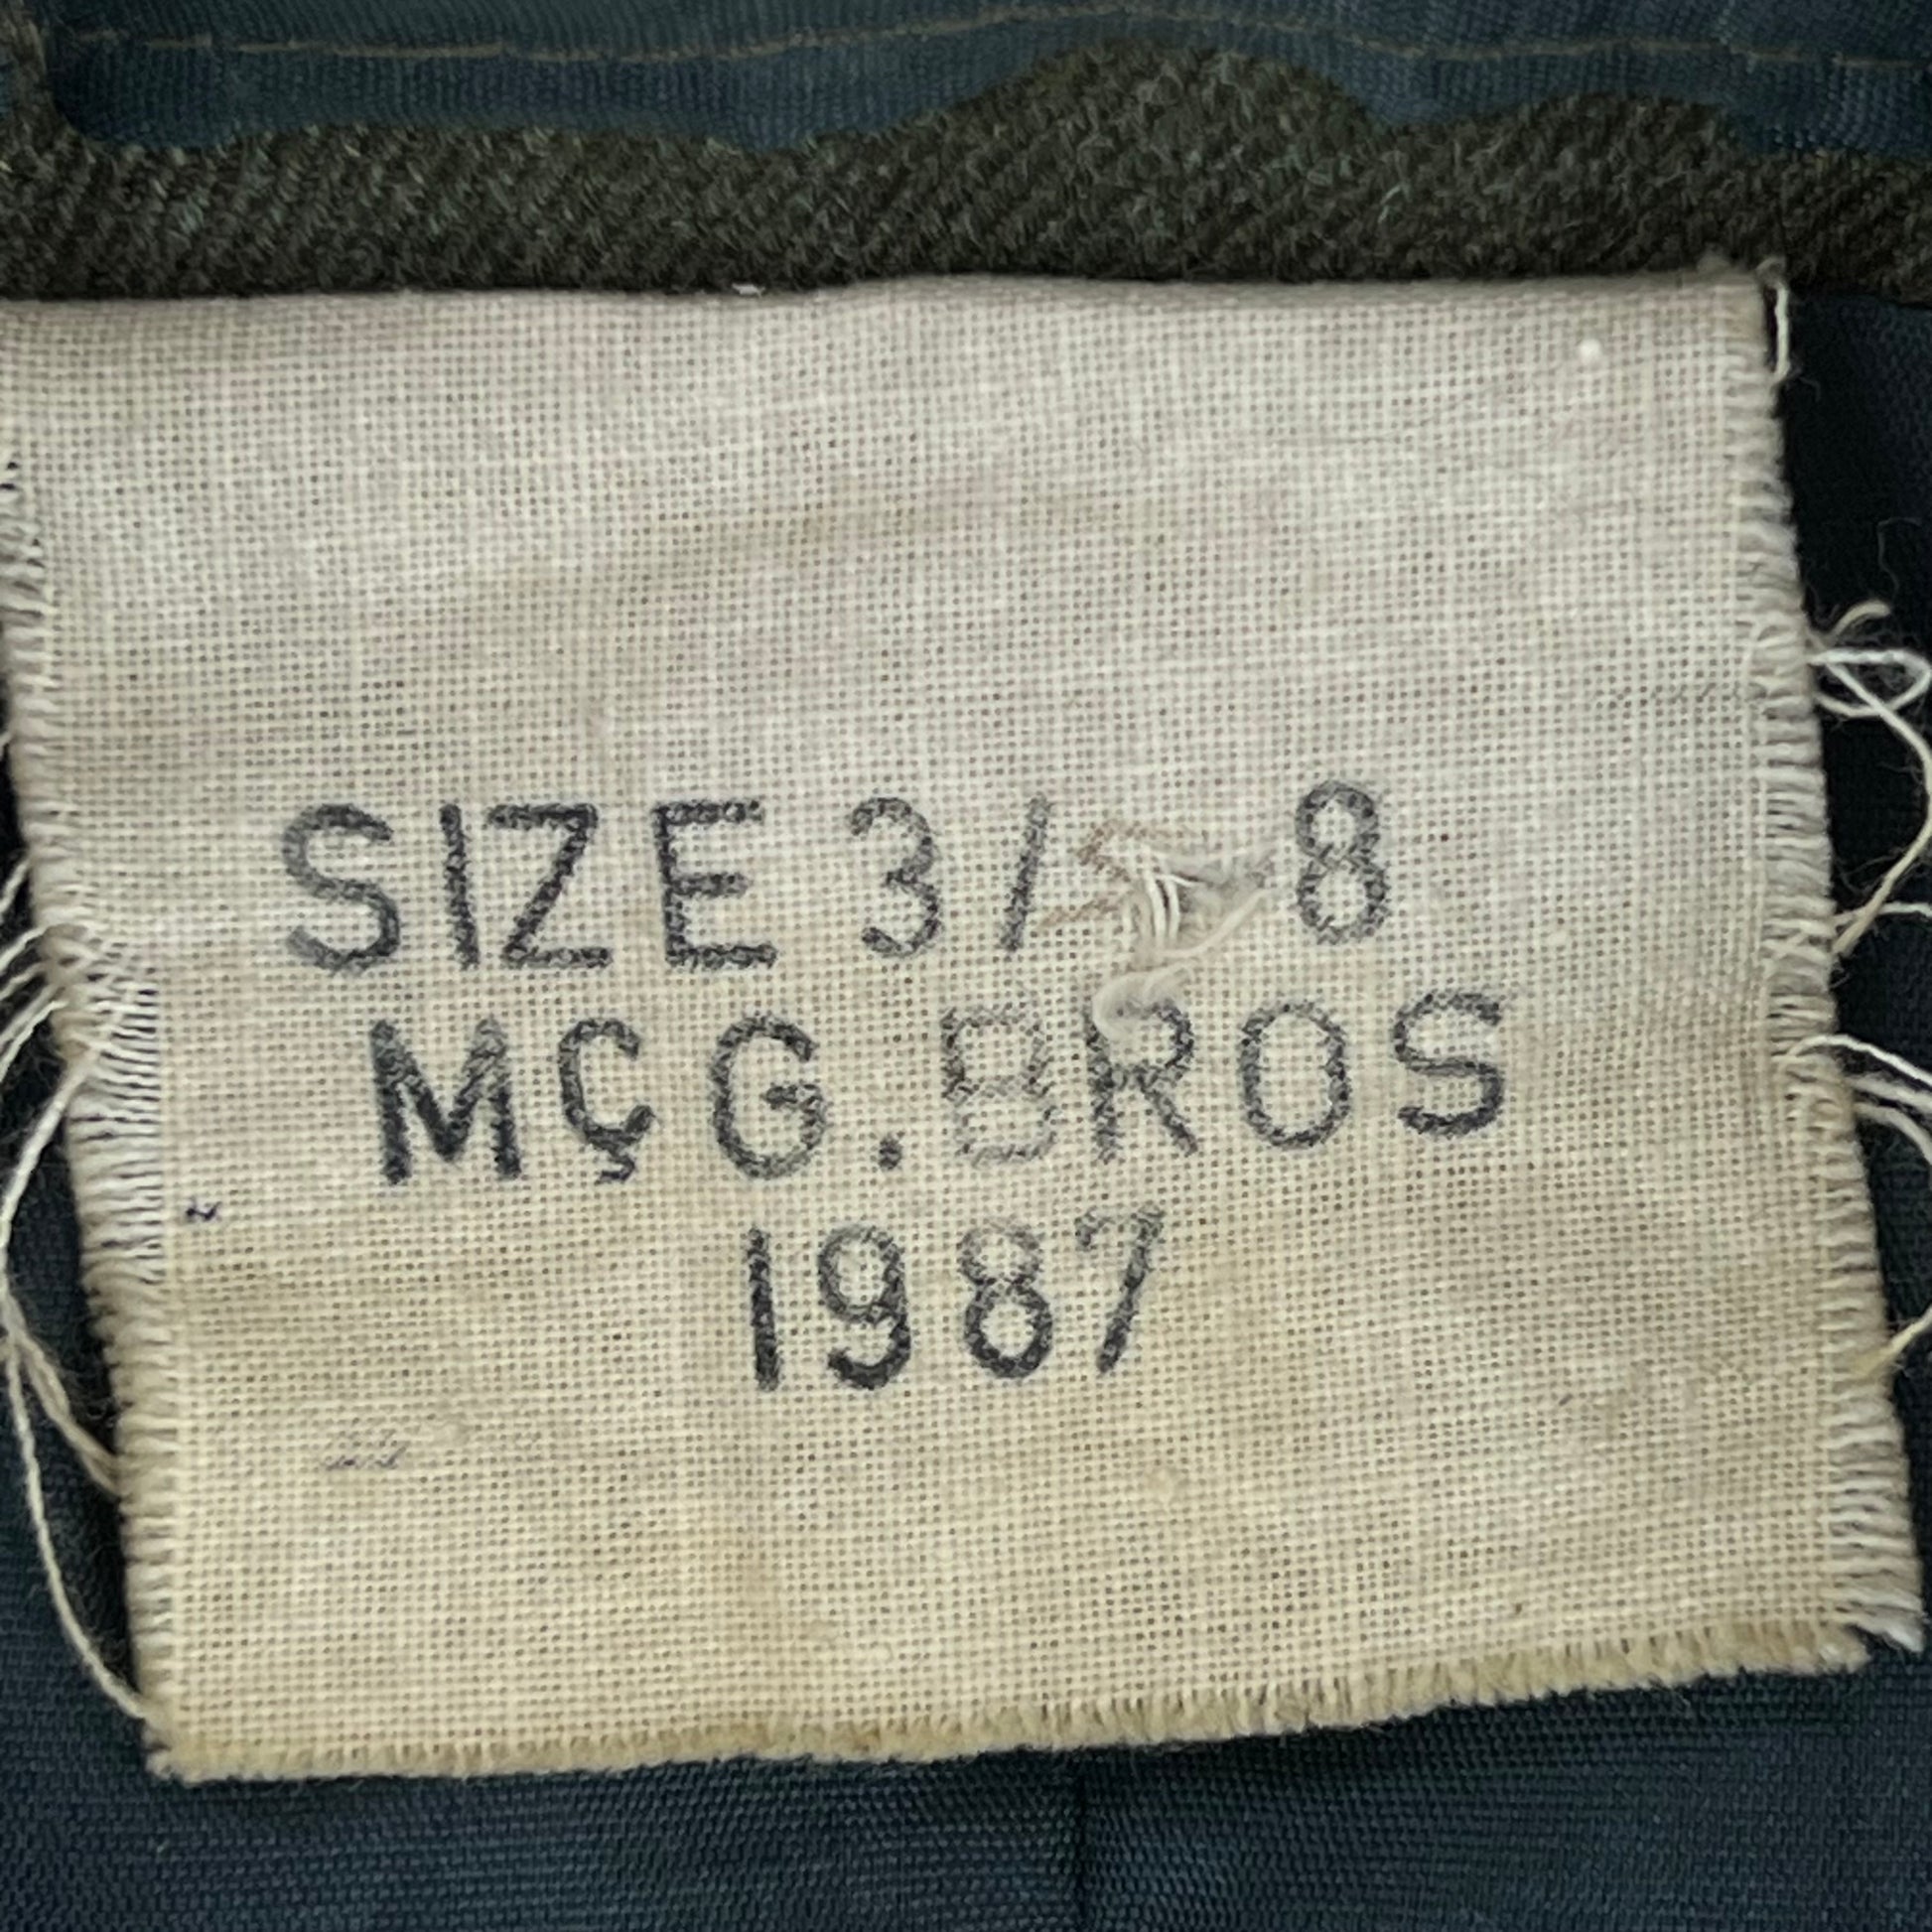 SIZE 3/ 8
MÇG.BROS
1987